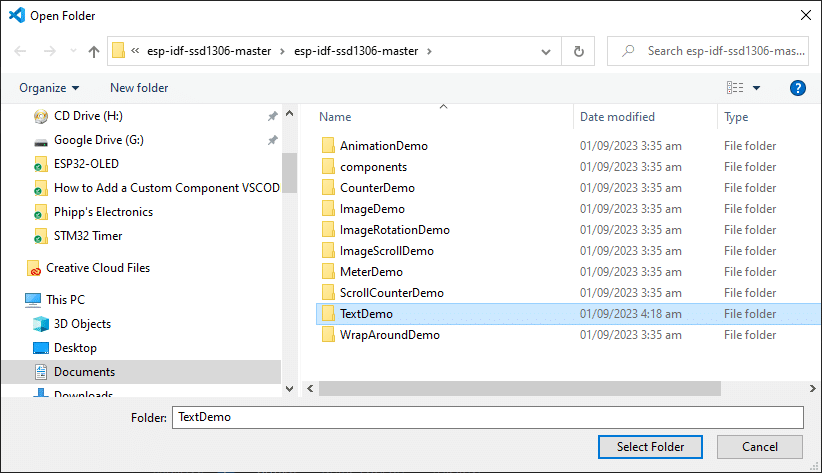 Open Folder
« esp-idf-ssd1306-master > esp-idf-ssd1306-master >
Search esp-idf-ssd1306-mas...
Organize New folder
CD Drive (H:)
Google Drive (G:)
ESP32-OLED
How to Add a Custom Component VSCOD
Phipp's Electronics
STM32 Timer
Creative Cloud Files
This PC
3D Objects
Desktop
Documents
Downloads
Name Date modified Type
AnimationDemo 01/09/2023 3:35 am File folder
components 01/09/2023 3:35 am File folder
CounterDemo 01/09/2023 3:35 am File folder
ImageDemo 01/09/2023 3:35 am File folder
ImageRotationDemo 01/09/2023 3:35 am File folder
ImageScrollDemo 01/09/2023 3:35 am File folder
MeterDemo 01/09/2023 3:35 am File folder
ScrollCounterDemo 01/09/2023 3:35 am File folder
TextDemo 01/09/2023 4:18 am File folder
WrapAroundDemo 01/09/2023 3:35 am File folder
Folder: TextDemo
Select Folder Cancel